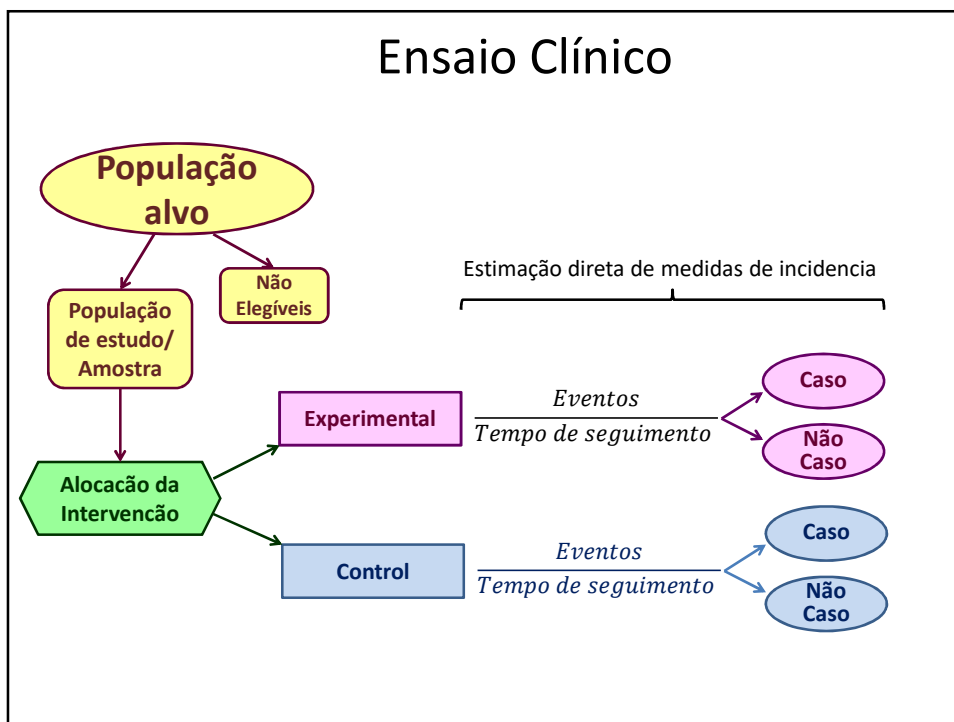 Ensaio Clínico
População
alvo
Não
Elegíveis
População
de estudo/
Amostra
Estimação direta de medidas de incidencia
Alocacão da
Intervencão
Experimental
Eventos
Tempo de seguimento
Caso
Não
Caso
Control
Eventos
Tempo de seguimento
Caso
Não
Caso